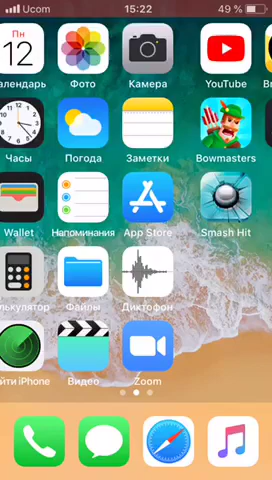 Ucom 15:22 49 %
Пн
12
алендарь Фото Камера YouTube
Часы Погода Заметки Bowmasters
Wallet Напоминания App Store Smash Hit
лькулятор Файлы Диктофон
йти iPhone Видео Zoom